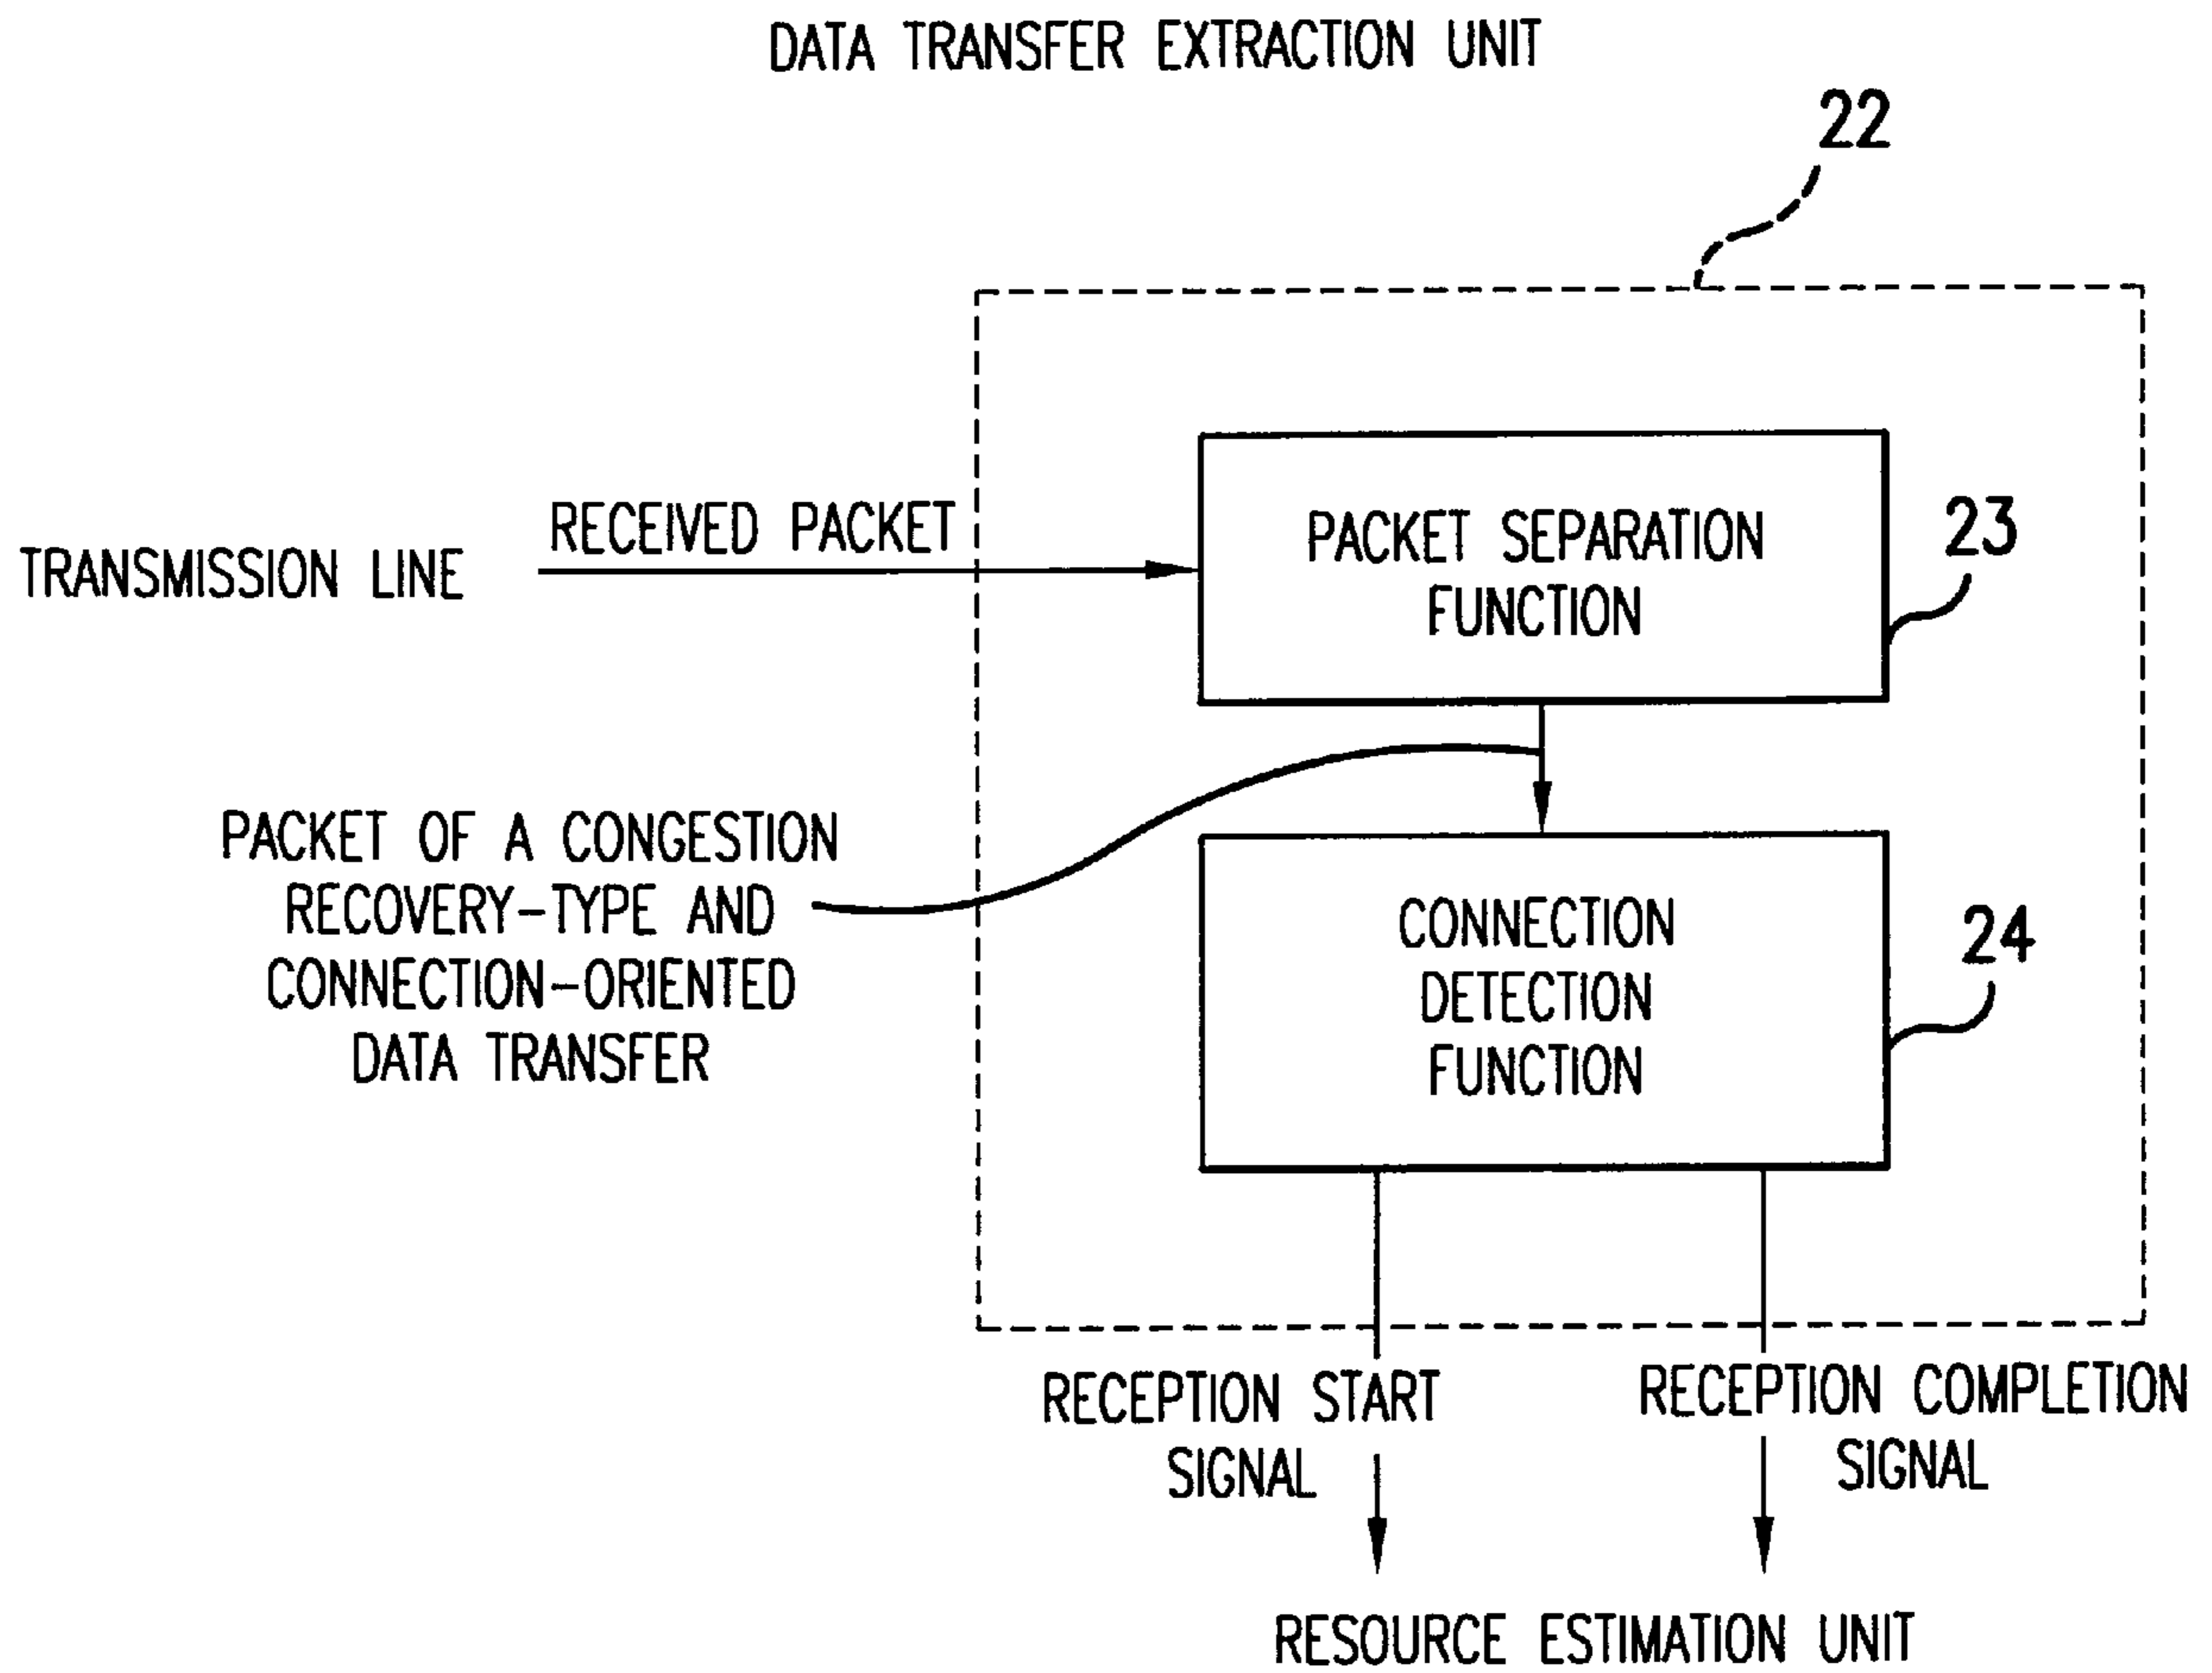 DATA TRANSFER EXTRACTION UNIT
22
RECEIVED PACKET
TRANSMISSION LINE
PACKET SEPARATION
FUNCTION
23
PACKET OF A CONGESTION
RECOVERY-TYPE AND
CONNECTION-ORIENTED
DATA TRANSFER
CONNECTION
DETECTION
FUNCTION
24
RECEPTION START
SIGNAL
RECEPTION COMPLETION
SIGNAL
RESOURCE ESTIMATION UNIT